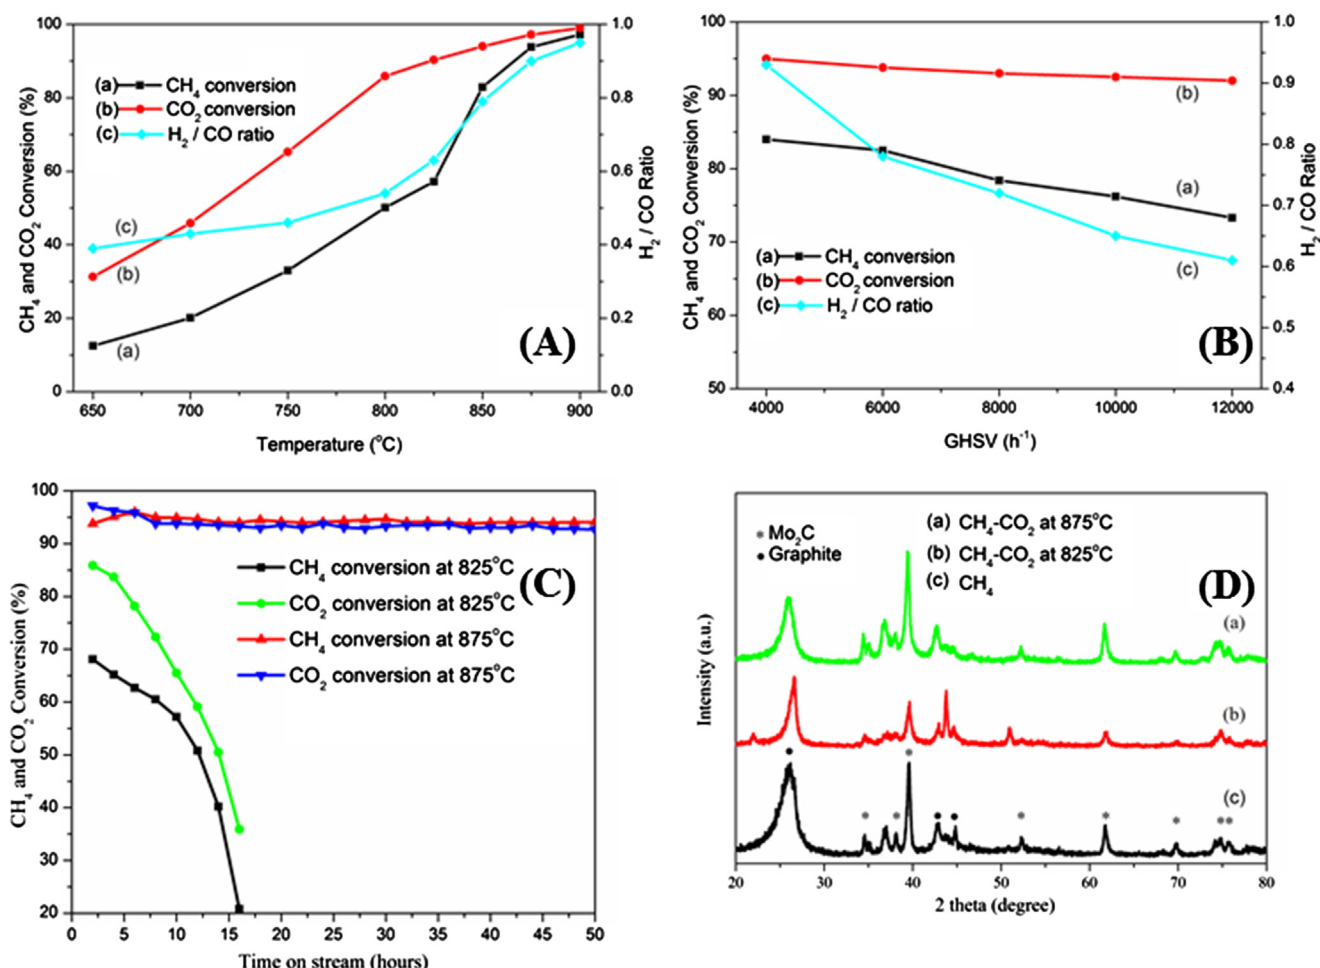 (A)
CH4 and CO2 Conversion (%)
100
80
60
40
20
0
(a) CH4 conversion
(b) CO2 conversion
(c) H2 / CO ratio
(c)
(b)
(a)
1.0
0.8
0.6
0.4
0.2
0.0
H2 / CO Ratio
650 700 750 800 850 900
Temperature (oC)
(B)
CH4 and CO2 Conversion (%)
100
90
80
70
60
50
(b)
(a)
(c)
(a) CH4 conversion
(b) CO2 conversion
(c) H2 / CO ratio
1.0
0.9
0.8
0.7
0.6
0.5
0.4
H2 / CO Ratio
4000 6000 8000 10000 12000
GHSV (h-1)
(C)
CH4 and CO2 Conversion (%)
100
90
80
70
60
50
40
30
20
CH4 conversion at 825oC
CO2 conversion at 825oC
CH4 conversion at 875oC
CO2 conversion at 875oC
0 5 10 15 20 25 30 35 40 45 50
Time on stream (hours)
(D)
Intensity (a.u.)
* Mo2C
• Graphite
(a) CH4-CO2 at 875oC
(b) CH4-CO2 at 825oC
(c) CH4
(a)
(b)
(c)
20 30 40 50 60 70 80
2 theta (degree)